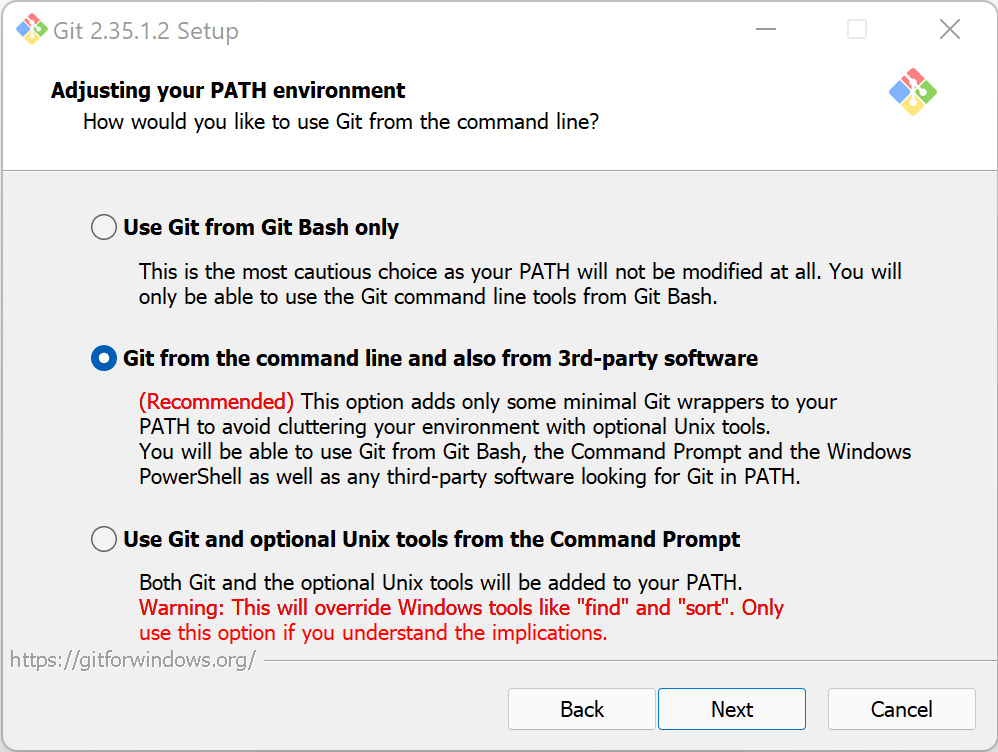 Git 2.35.1.2 Setup
Adjusting your PATH environment
How would you like to use Git from the command line?
Use Git from Git Bash only
This is the most cautious choice as your PATH will not be modified at all. You will
only be able to use the Git command line tools from Git Bash.
Git from the command line and also from 3rd-party software
(Recommended) This option adds only some minimal Git wrappers to your
PATH to avoid cluttering your environment with optional Unix tools.
You will be able to use Git from Git Bash, the Command Prompt and the Windows
PowerShell as well as any third-party software looking for Git in PATH.
Use Git and optional Unix tools from the Command Prompt
Both Git and the optional Unix tools will be added to your PATH.
Warning: This will override Windows tools like "find" and "sort". Only
use this option if you understand the implications.
https://gitforwindows.org/
Back Next Cancel